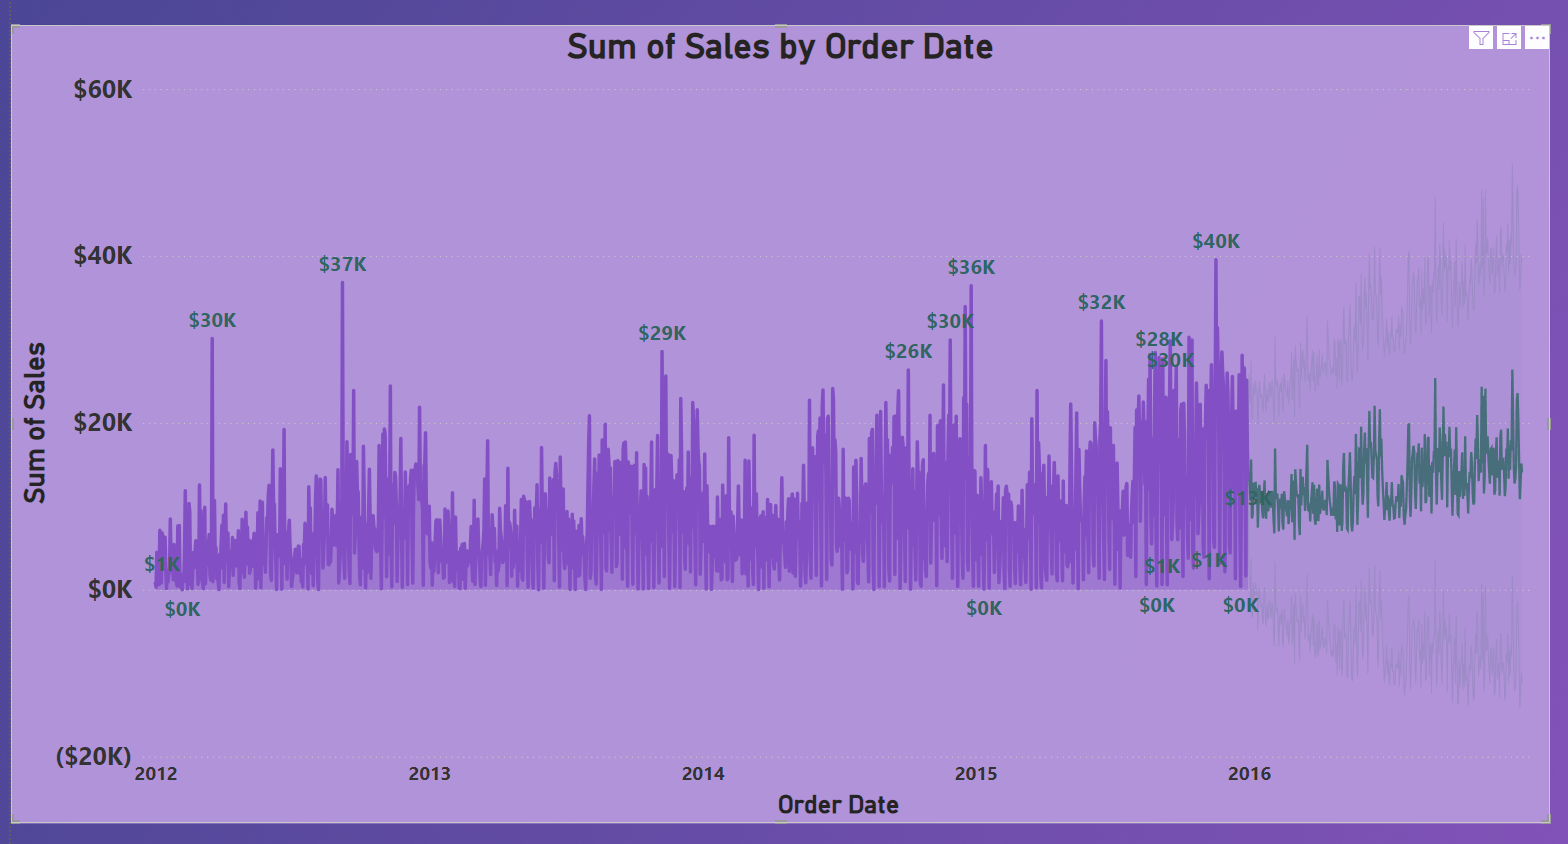 Sum of Sales by Order Date
$60K
$40K
$20K
$0K
($20K)
Sum of Sales
$1K
$0K
$30K
$37K
$29K
$26K
$30K
$36K
$0K
$32K
$28K
$30K
$1K
$0K
$40K
$1K
$0K
$13K
2012
2013
2014
2015
2016
Order Date